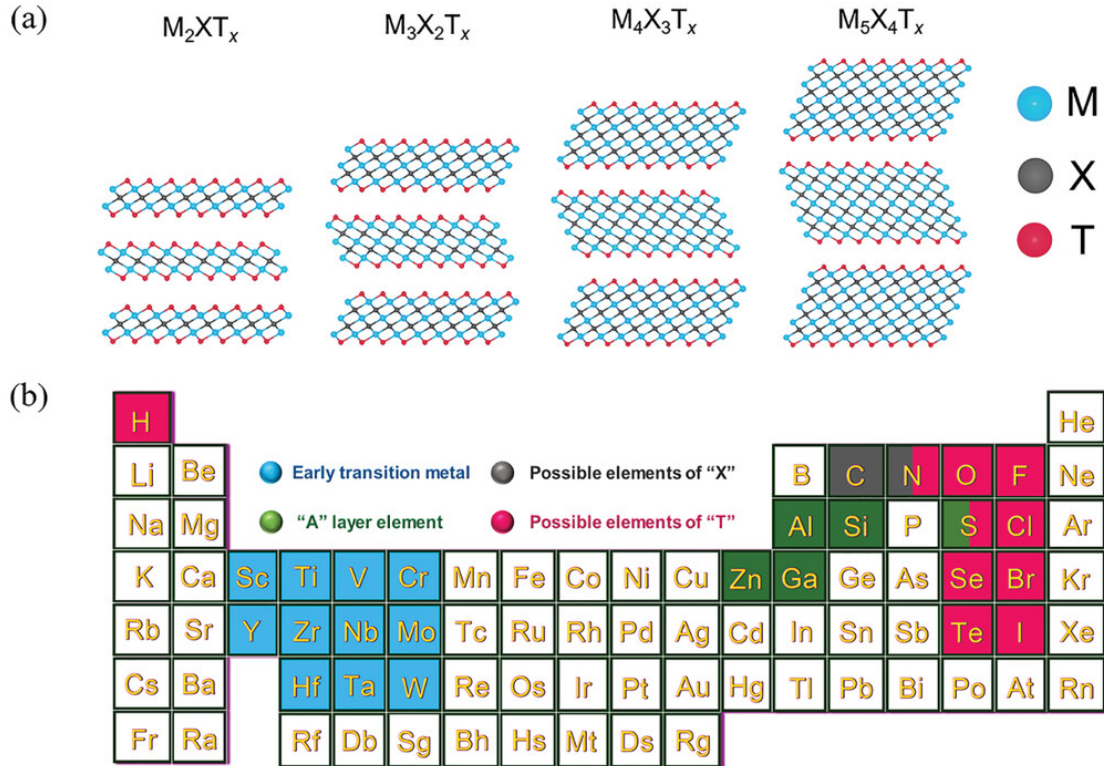 (a)
M₂XTₓ M₃X₂Tₓ M₄X₃Tₓ M₅X₄Tₓ
M
X
T
(b)
H He
Li Be B C N O F Ne
Early transition metal Possible elements of “X”
“A” layer element Possible elements of “T”
Na Mg Al Si P S Cl Ar
K Ca Sc Ti V Cr Mn Fe Co Ni Cu Zn Ga Ge As Se Br Kr
Rb Sr Y Zr Nb Mo Tc Ru Rh Pd Ag Cd In Sn Sb Te I Xe
Cs Ba Hf Ta W Re Os Ir Pt Au Hg Tl Pb Bi Po At Rn
Fr Ra Rf Db Sg Bh Hs Mt Ds Rg